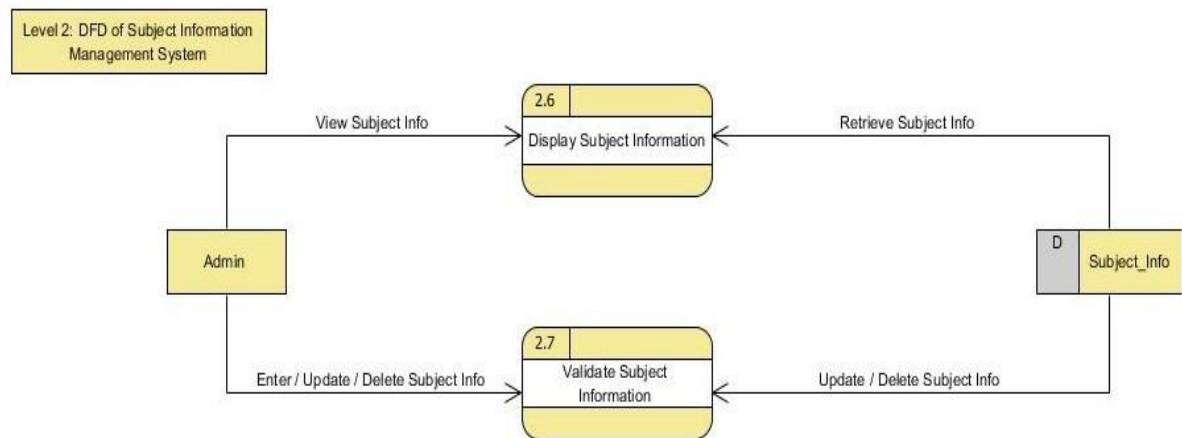 Level 2: DFD of Subject Information
Management System
2.6
View Subject Info
Retrieve Subject Info
Display Subject Information
Admin
D
Subject_Info
2.7
Validate Subject
Information
Enter / Update / Delete Subject Info
Update / Delete Subject Info